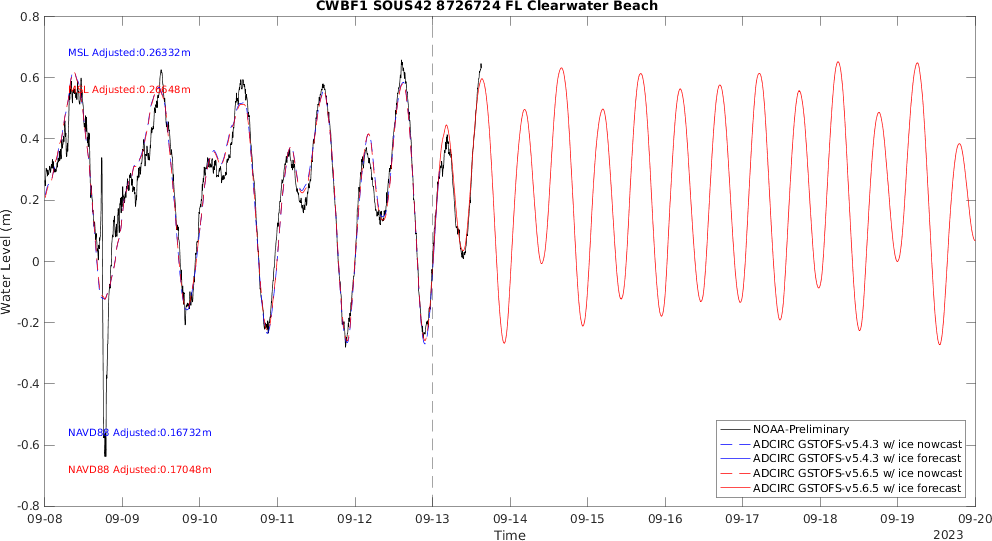 CWBF1 SOUS42 8726724 FL Clearwater Beach
0.8
0.6
0.4
0.2
0
-0.2
-0.4
-0.6
-0.8
Water Level (m)
MSL Adjusted:0.26332m
MSL Adjusted:0.26648m
NAVD88 Adjusted:0.16732m
NAVD88 Adjusted:0.17048m
NOAA-Preliminary
ADCIRC GSTOFS-v5.4.3 w/ ice nowcast
ADCIRC GSTOFS-v5.4.3 w/ ice forecast
ADCIRC GSTOFS-v5.6.5 w/ ice nowcast
ADCIRC GSTOFS-v5.6.5 w/ ice forecast
09-08 09-09 09-10 09-11 09-12 09-13 09-14 09-15 09-16 09-17 09-18 09-19 09-20
Time
2023